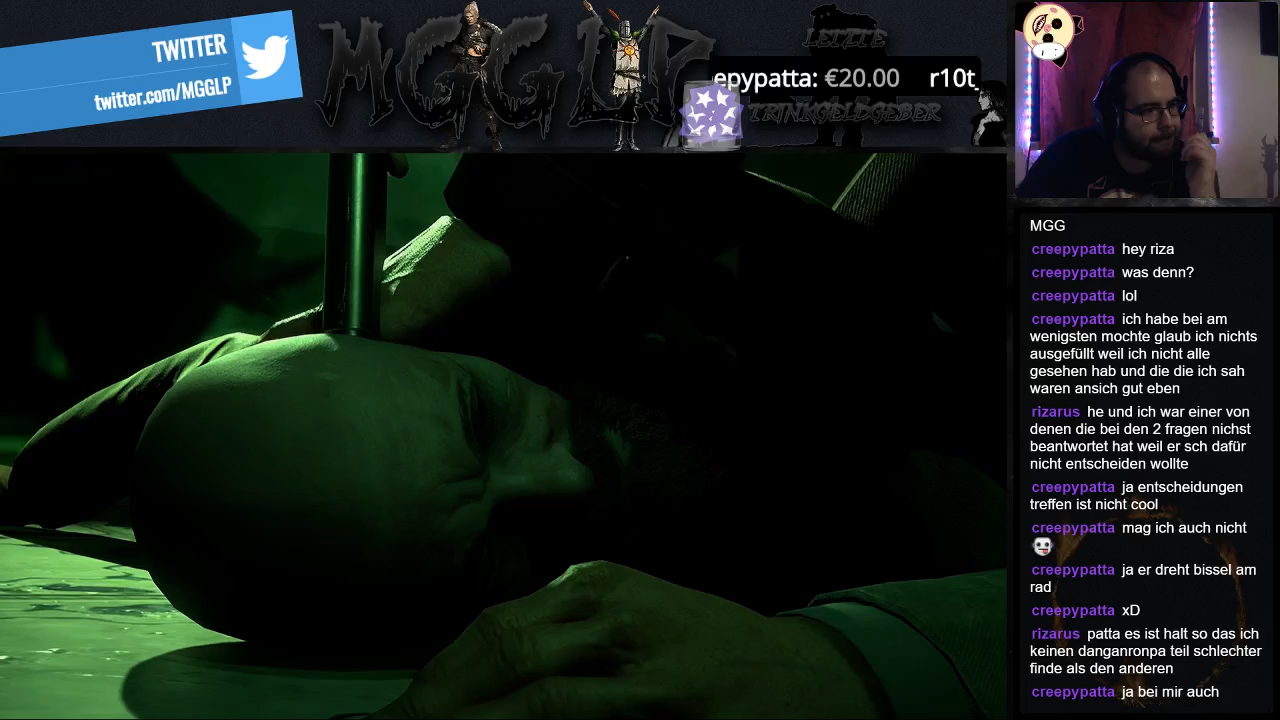 TWITTER
twitter.com/MGGLP
MGGLP
LETZTE
epypatta: €20.00 r10t
TRINKGELDGEBER
MGG
creepypatta hey riza
creepypatta was denn?
creepypatta lol
creepypatta ich habe bei am
wenigsten mochte glaub ich nichts
ausgefüllt weil ich nicht alle
gesehen hab und die die ich sah
waren ansich gut eben
rizarus he und ich war einer von
denen die bei den 2 fragen nichst
beantwortet hat weil er sch dafür
nicht entscheiden wollte
creepypatta ja entscheidungen
treffen ist nicht cool
creepypatta mag ich auch nicht
creepypatta ja er dreht bissel am
rad
creepypatta xD
rizarus patta es ist halt so das ich
keinen danganronpa teil schlechter
finde als den anderen
creepypatta ja bei mir auch